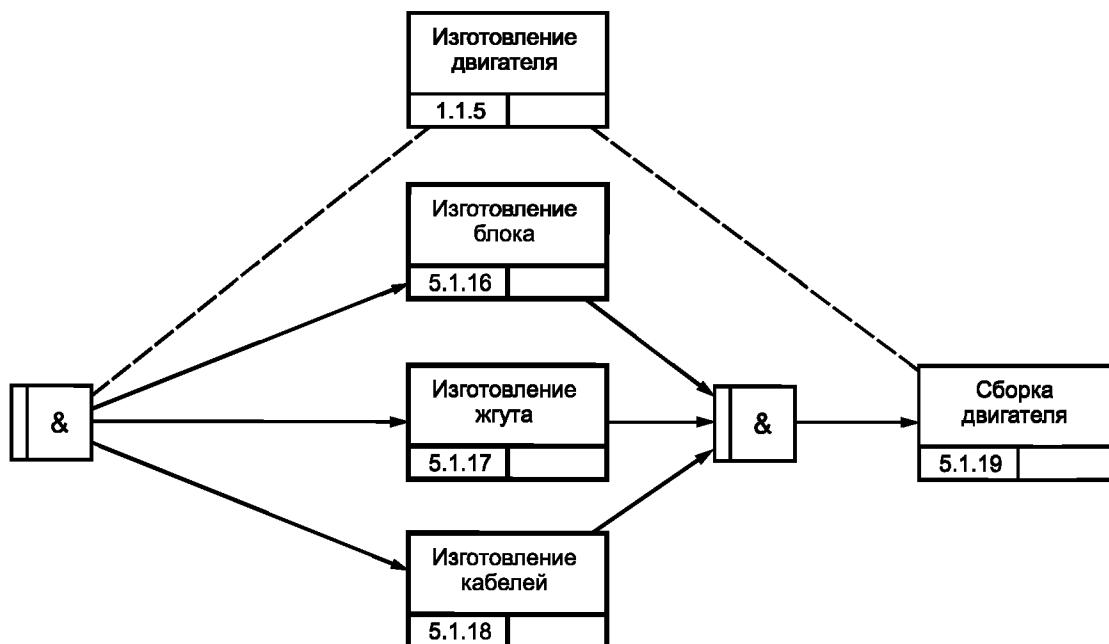 Изготовление
двигателя
1.1.5
Изготовление
блока
5.1.16
&
Изготовление
жгута
5.1.17
&
Сборка
двигателя
5.1.19
Изготовление
кабелей
5.1.18